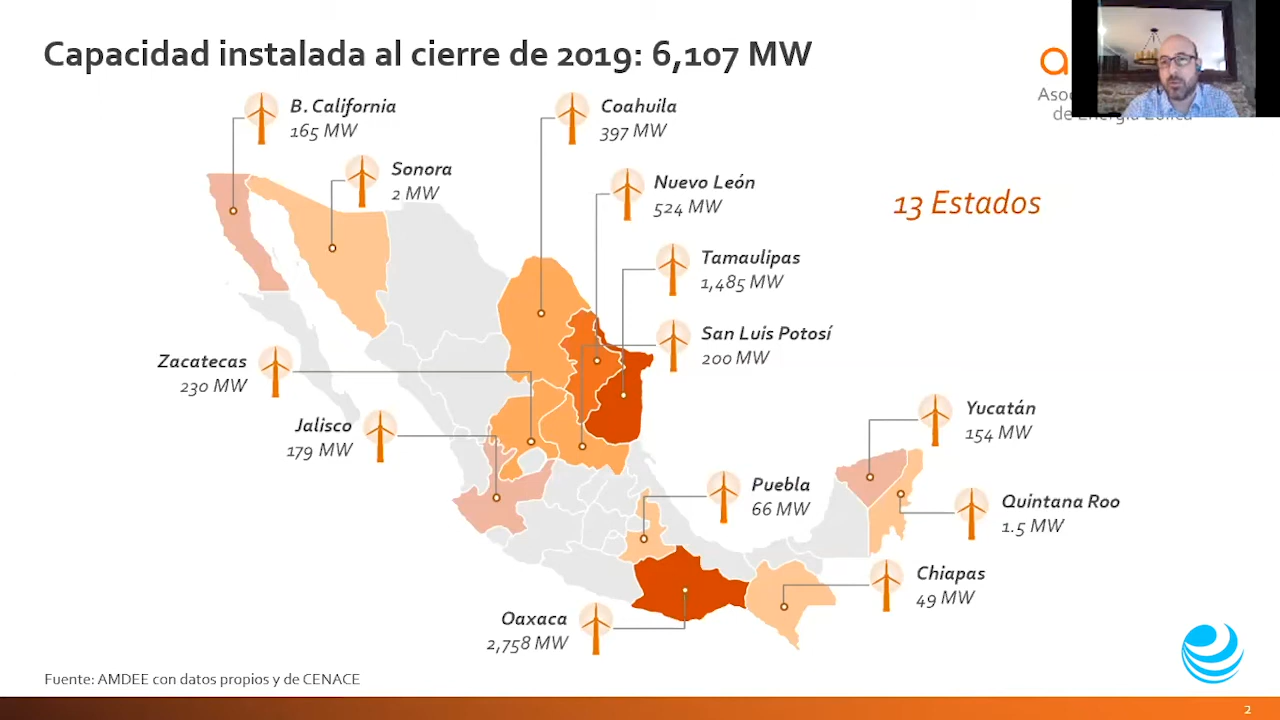 Capacidad instalada al cierre de 2019: 6,107 MW
B. California
165 MW
Coahuila
397 MW
Sonora
2 MW
Nuevo León
524 MW
13 Estados
Tamaulipas
1,485 MW
San Luis Potosí
200 MW
Zacatecas
230 MW
Jalisco
179 MW
Yucatán
154 MW
Puebla
66 MW
Quintana Roo
1.5 MW
Chiapas
49 MW
Oaxaca
2,758 MW
Fuente: AMDEE con datos propios y de CENACE
2